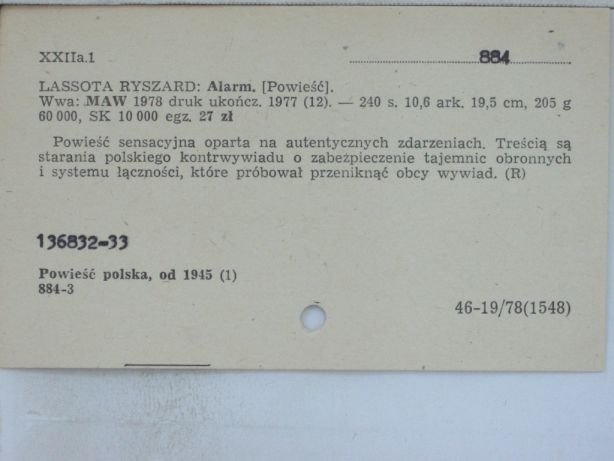 XXIIa.1 884
LASSOTA RYSZARD: Alarm. [Powieść].
Wwa: MAW 1978 druk ukończ. 1977 (12). — 240 s. 10,6 ark. 19,5 cm, 205 g
60 000, SK 10 000 egz. 27 zł
Powieść sensacyjna oparta na autentycznych zdarzeniach. Treścią są
starania polskiego kontrwywiadu o zabezpieczenie tajemnic obronnych
i systemu łączności, które próbował przeniknąć obcy wywiad. (R)
136832-33
Powieść polska, od 1945 (1)
884-3
46-19/78(1548)